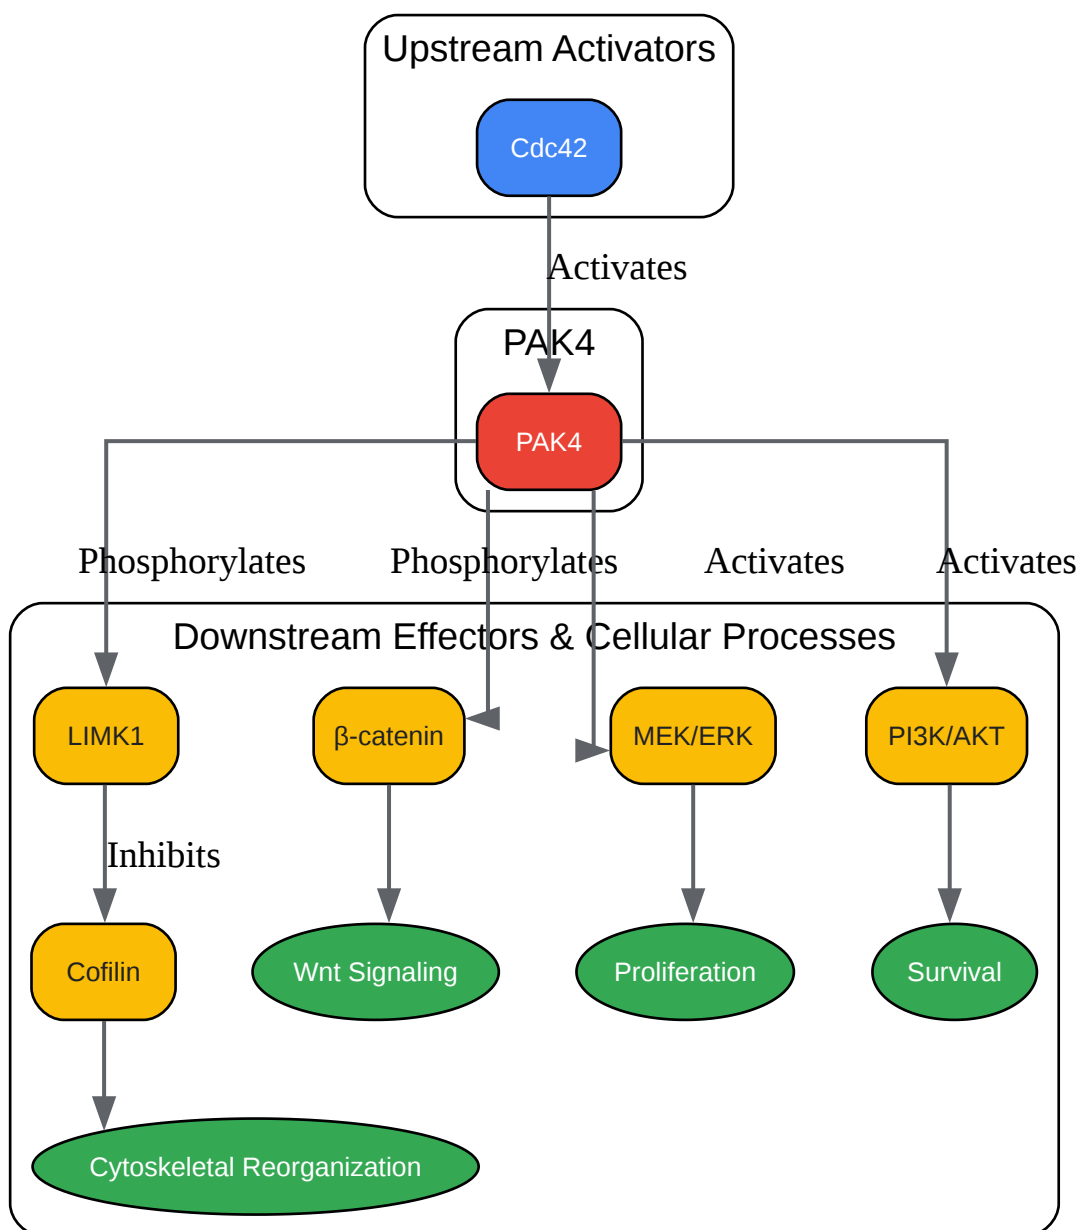 Upstream Activators
Cdc42
Activates
PAK4
PAK4
Phosphorylates
Phosphorylates
Activates
Activates
Downstream Effectors & Cellular Processes
LIMK1
β-catenin
MEK/ERK
PI3K/AKT
Inhibits
Cofilin
Wnt Signaling
Proliferation
Survival
Cytoskeletal Reorganization